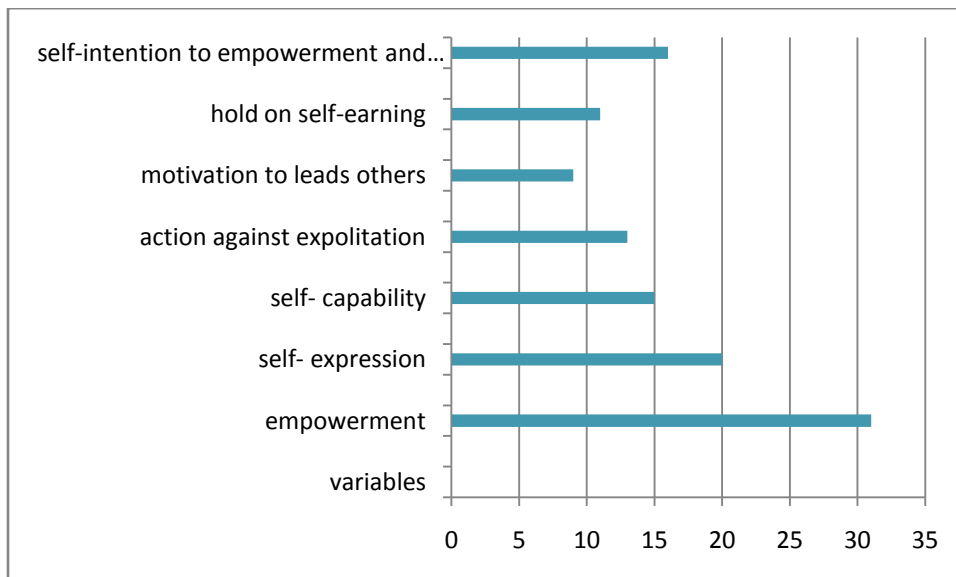 self-intention to empowerment and…
hold on self-earning
motivation to leads others
action against expolitation
self- capability
self- expression
empowerment
variables
0 5 10 15 20 25 30 35